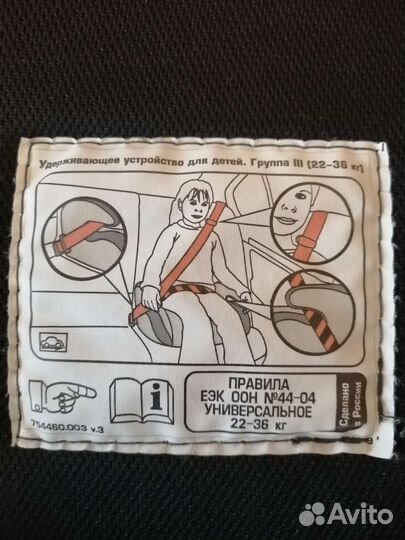 Удерживающее устройство для детей. Группа III (22-36 кг)
ПРАВИЛА
ЕЭК ООН №44-04
УНИВЕРСАЛЬНОЕ
22-36 кг
Сделано
в России
i
754460.003 v.3
Avito